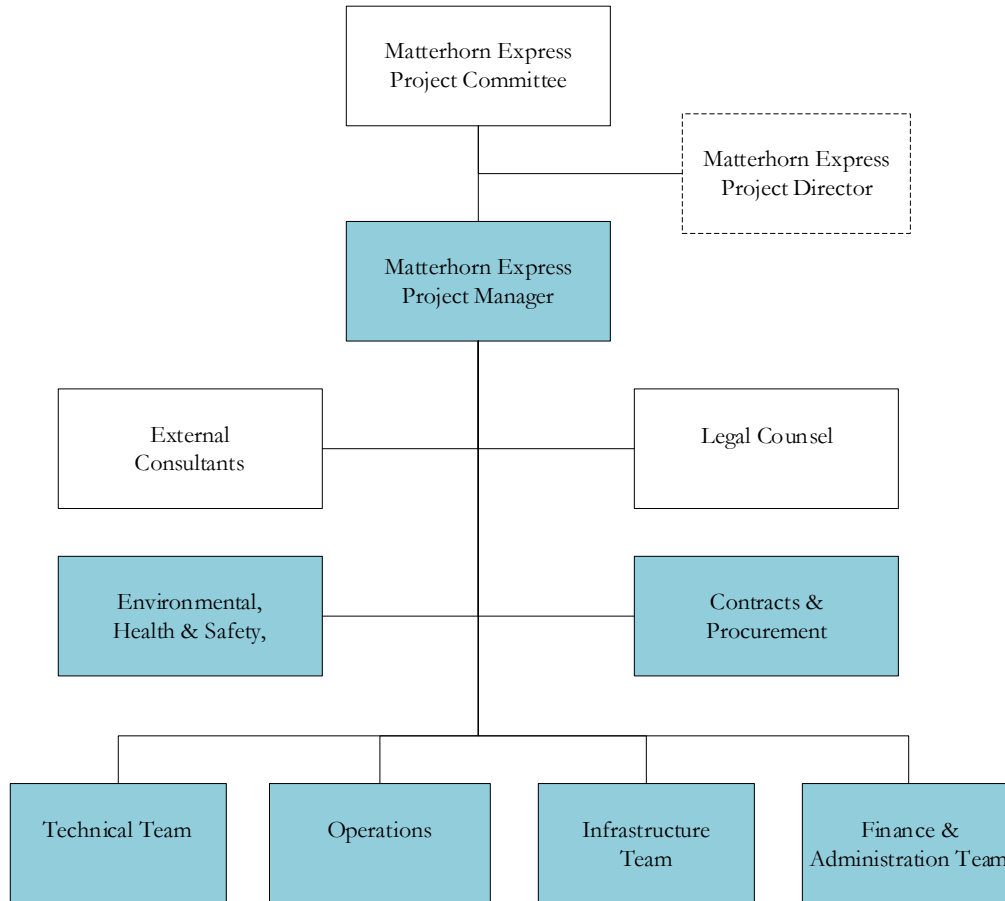 Matterhorn Express
Project Committee
Matterhorn Express
Project Director
Matterhorn Express
Project Manager
External
Consultants
Legal Counsel
Environmental,
Health & Safety,
Contracts &
Procurement
Technical Team
Operations
Infrastructure
Team
Finance &
Administration Team